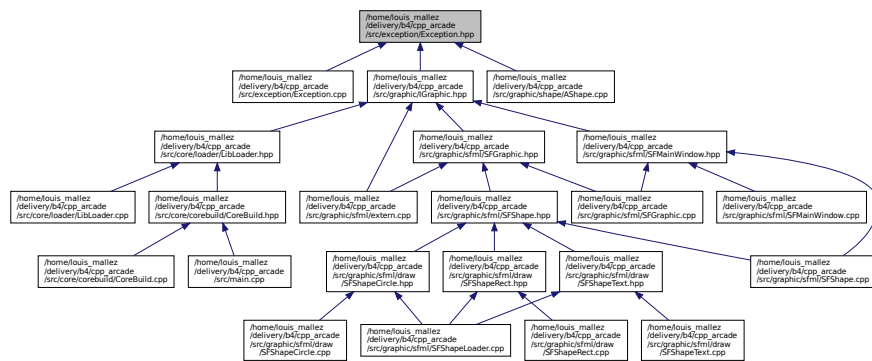 /home/louis_mallez
/delivery/b4/cpp_arcade
/src/exception/Exception.hpp
/home/louis_mallez
/delivery/b4/cpp_arcade
/src/exception/Exception.cpp
/home/louis_mallez
/delivery/b4/cpp_arcade
/src/graphic/IGraphic.hpp
/home/louis_mallez
/delivery/b4/cpp_arcade
/src/graphic/shape/AShape.cpp
/home/louis_mallez
/delivery/b4/cpp_arcade
/src/core/loader/LibLoader.hpp
/home/louis_mallez
/delivery/b4/cpp_arcade
/src/graphic/sfml/SFGraphic.hpp
/home/louis_mallez
/delivery/b4/cpp_arcade
/src/graphic/sfml/SFMainWindow.hpp
/home/louis_mallez
/delivery/b4/cpp_arcade
/src/core/loader/LibLoader.cpp
/home/louis_mallez
/delivery/b4/cpp_arcade
/src/core/corebuild/CoreBuild.hpp
/home/louis_mallez
/delivery/b4/cpp_arcade
/src/graphic/sfml/extern.cpp
/home/louis_mallez
/delivery/b4/cpp_arcade
/src/graphic/sfml/SFShape.hpp
/home/louis_mallez
/delivery/b4/cpp_arcade
/src/graphic/sfml/SFGraphic.cpp
/home/louis_mallez
/delivery/b4/cpp_arcade
/src/graphic/sfml/SFMainWindow.cpp
/home/louis_mallez
/delivery/b4/cpp_arcade
/src/core/corebuild/CoreBuild.cpp
/home/louis_mallez
/delivery/b4/cpp_arcade
/src/main.cpp
/home/louis_mallez
/delivery/b4/cpp_arcade
/src/graphic/sfml/draw
/SFShapeCircle.hpp
/home/louis_mallez
/delivery/b4/cpp_arcade
/src/graphic/sfml/draw
/SFShapeRect.hpp
/home/louis_mallez
/delivery/b4/cpp_arcade
/src/graphic/sfml/draw
/SFShapeText.hpp
/home/louis_mallez
/delivery/b4/cpp_arcade
/src/graphic/sfml/SFShape.cpp
/home/louis_mallez
/delivery/b4/cpp_arcade
/src/graphic/sfml/draw
/SFShapeCircle.cpp
/home/louis_mallez
/delivery/b4/cpp_arcade
/src/graphic/sfml/SFShapeLoader.cpp
/home/louis_mallez
/delivery/b4/cpp_arcade
/src/graphic/sfml/draw
/SFShapeRect.cpp
/home/louis_mallez
/delivery/b4/cpp_arcade
/src/graphic/sfml/draw
/SFShapeText.cpp